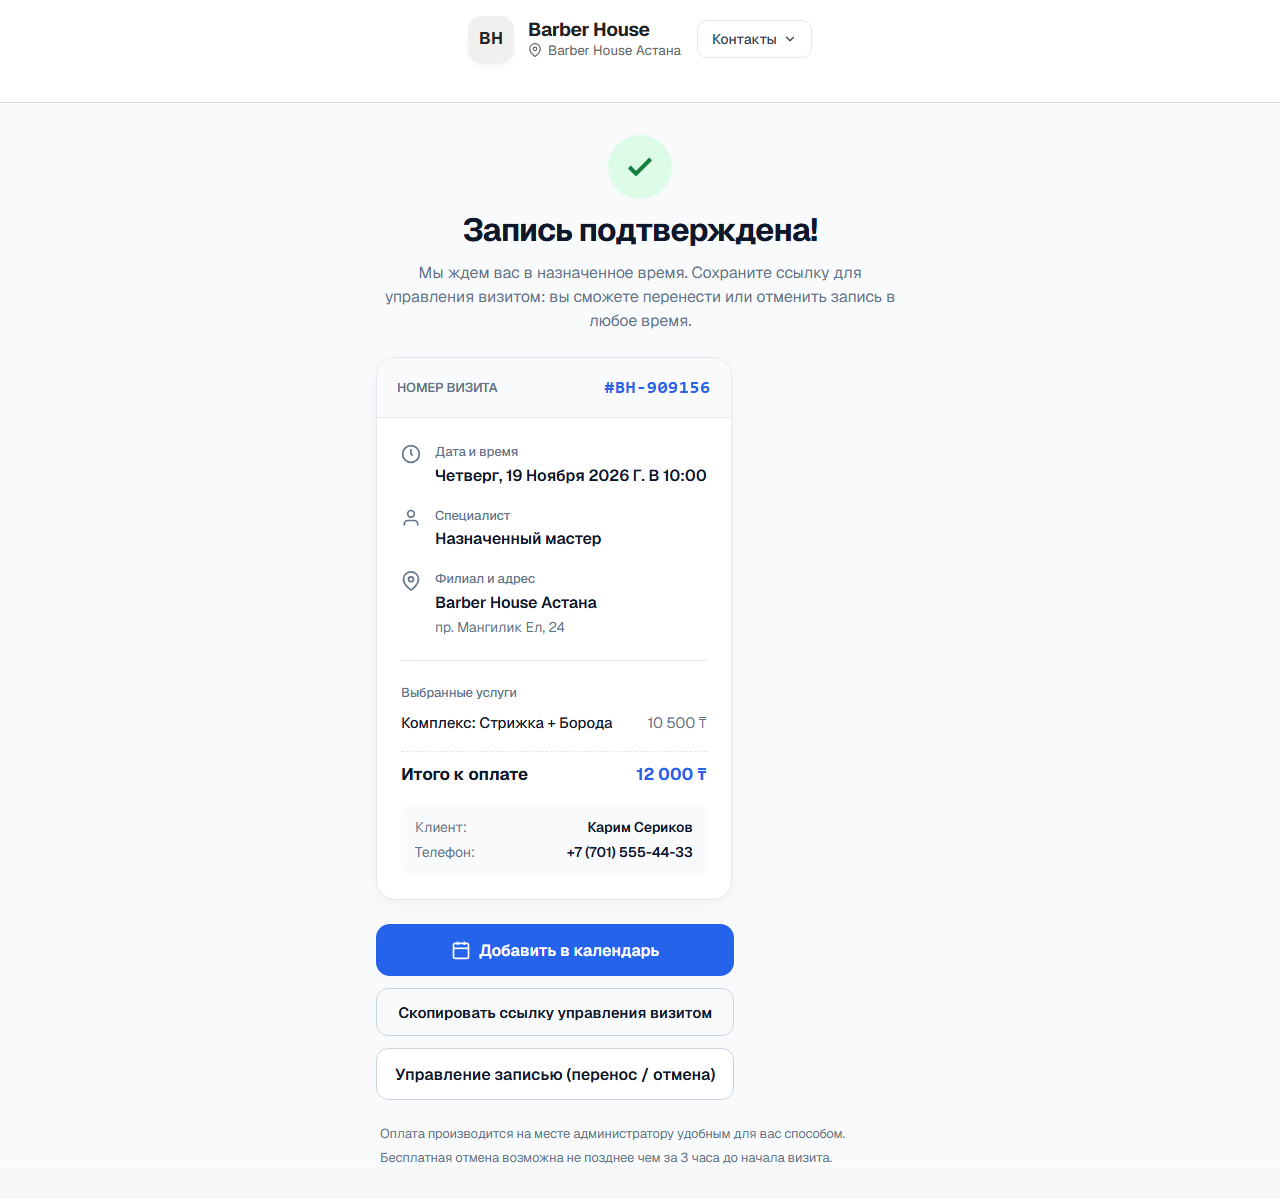 BH
Barber House
Barber House Астана
Контакты
Запись подтверждена!
Мы ждем вас в назначенное время. Сохраните ссылку для
управления визитом: вы сможете перенести или отменить запись в
любое время.
НОМЕР ВИЗИТА #BH-909156
Дата и время
Четверг, 19 Ноября 2026 Г. В 10:00
Специалист
Назначенный мастер
Филиал и адрес
Barber House Астана
пр. Мангилик Ел, 24
Выбранные услуги
Комплекс: Стрижка + Борода 10 500 ₸
Итого к оплате 12 000 ₸
Клиент: Карим Сериков
Телефон: +7 (701) 555-44-33
Добавить в календарь
Скопировать ссылку управления визитом
Управление записью (перенос / отмена)
Оплата производится на месте администратору удобным для вас способом.
Бесплатная отмена возможна не позднее чем за 3 часа до начала визита.